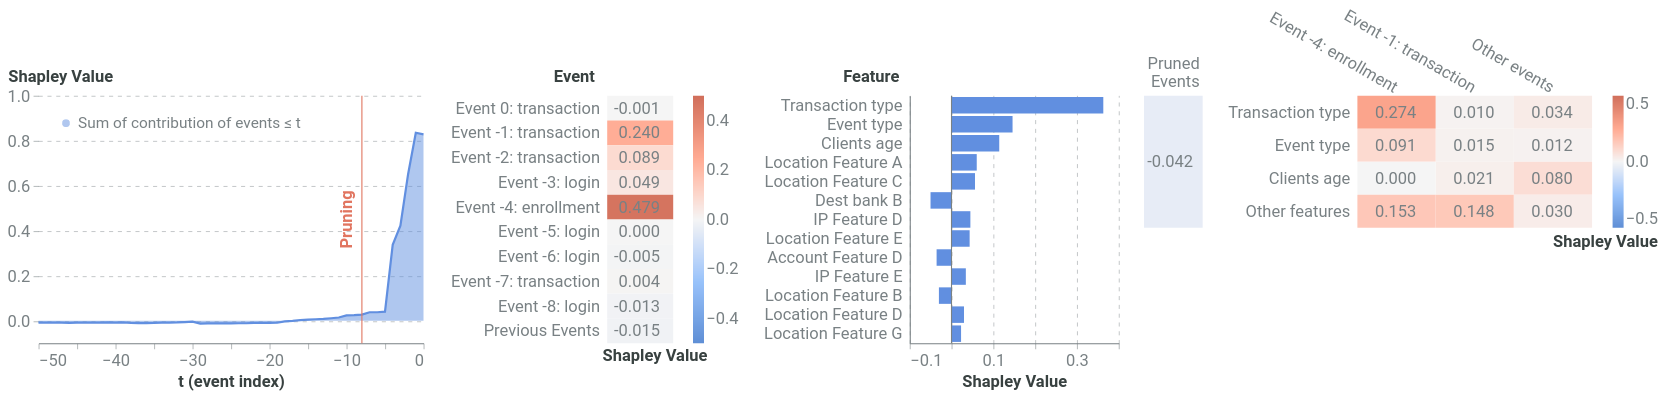 Shapley Value
1.0
0.8
0.6
0.4
0.2
0.0
Sum of contribution of events ≤ t
Pruning
−50
−40
−30
−20
−10
0
t (event index)
Event
Event 0: transaction -0.001
Event -1: transaction 0.240
Event -2: transaction 0.089
Event -3: login 0.049
Event -4: enrollment 0.479
Event -5: login 0.000
Event -6: login -0.005
Event -7: transaction 0.004
Event -8: login -0.013
Previous Events -0.015
0.4
0.2
0.0
−0.2
−0.4
Shapley Value
Feature
Transaction type
Event type
Clients age
Location Feature A
Location Feature C
Dest bank B
IP Feature D
Location Feature E
Account Feature D
IP Feature E
Location Feature B
Location Feature D
Location Feature G
−0.1
0.1
0.3
Shapley Value
Pruned
Events
-0.042
Event -4: enrollment
Event -1: transaction
Other events
Transaction type 0.274 0.010 0.034
Event type 0.091 0.015 0.012
Clients age 0.000 0.021 0.080
Other features 0.153 0.148 0.030
0.5
0.0
−0.5
Shapley Value